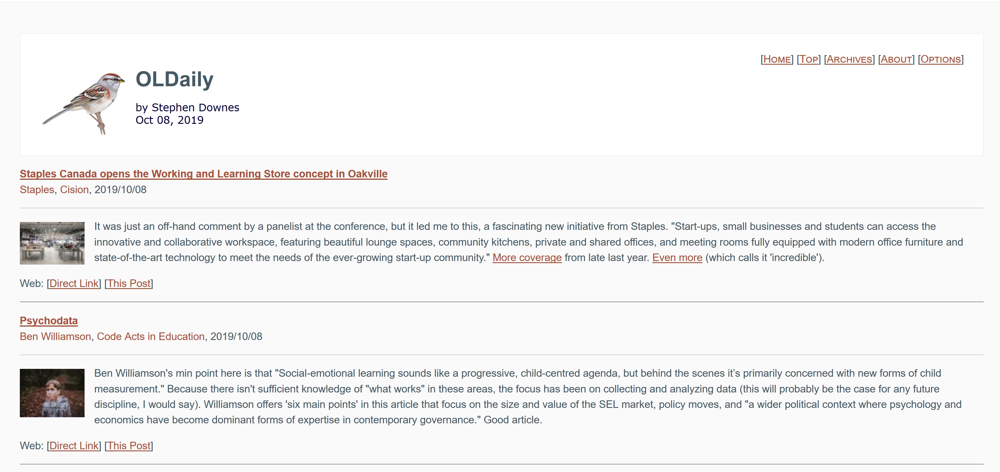 [HOME] [TOP] [ARCHIVES] [ABOUT] [OPTIONS]
OLDaily
by Stephen Downes
Oct 08, 2019
Staples Canada opens the Working and Learning Store concept in Oakville
Staples, Cision, 2019/10/08
It was just an off-hand comment by a panelist at the conference, but it led me to this, a fascinating new initiative from Staples. "Start-ups, small businesses and students can access the
innovative and collaborative workspace, featuring beautiful lounge spaces, community kitchens, private and shared offices, and meeting rooms fully equipped with modern office furniture and
state-of-the-art technology to meet the needs of the ever-growing start-up community." More coverage from late last year. Even more (which calls it 'incredible').
Web: [Direct Link] [This Post]
Psychodata
Ben Williamson, Code Acts in Education, 2019/10/08
Ben Williamson's min point here is that "Social-emotional learning sounds like a progressive, child-centred agenda, but behind the scenes it’s primarily concerned with new forms of child
measurement." Because there isn't sufficient knowledge of "what works" in these areas, the focus has been on collecting and analyzing data (this will probably be the case for any future
discipline, I would say). Williamson offers 'six main points' in this article that focus on the size and value of the SEL market, policy moves, and "a wider political context where psychology and
economics have become dominant forms of expertise in contemporary governance." Good article.
Web: [Direct Link] [This Post]